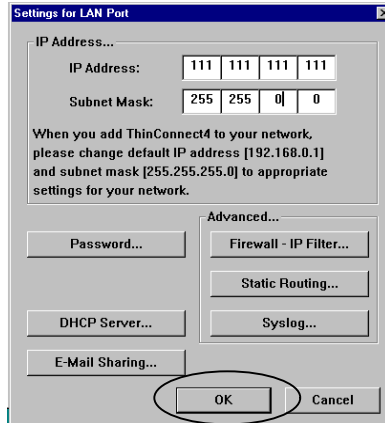 Settings for LAN Port
IP Address...
IP Address: 111 111 111 111
Subnet Mask: 255 255 0 0
When you add ThinConnect4 to your network,
please change default IP address [192.168.0.1]
and subnet mask [255.255.255.0] to appropriate
settings for your network.
Advanced...
Password... Firewall - IP Filter...
Static Routing...
DHCP Server... Syslog...
E-Mail Sharing...
OK Cancel